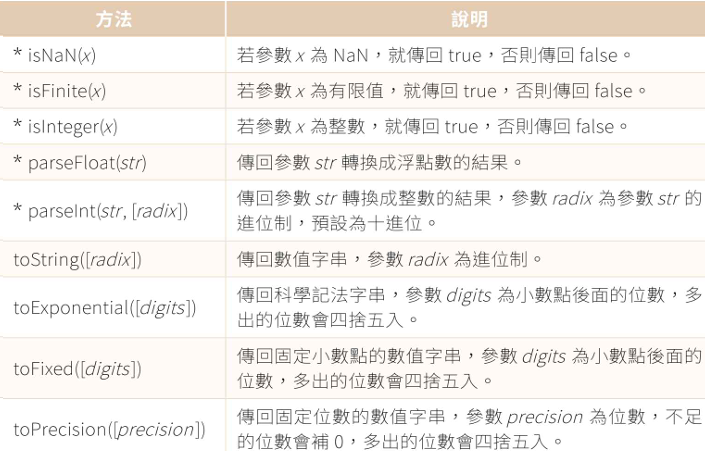 方法 說明
* isNaN(x) 若參數 x 為 NaN，就傳回 true，否則傳回 false。
* isFinite(x) 若參數 x 為有限值，就傳回 true，否則傳回 false。
* isInteger(x) 若參數 x 為整數，就傳回 true，否則傳回 false。
* parseFloat(str) 傳回參數 str 轉換成浮點數的結果。
* parseInt(str, [radix]) 傳回參數 str 轉換成整數的結果，參數 radix 為參數 str 的
進位制，預設為十進位。
toString([radix]) 傳回數值字串，參數 radix 為進位制。
toExponential([digits]) 傳回科學記法字串，參數 digits 為小數點後面的位數，多
出的位數會四捨五入。
toFixed([digits]) 傳回固定小數點的數值字串，參數 digits 為小數點後面的
位數，多出的位數會四捨五入。
toPrecision([precision]) 傳回固定位數的數值字串，參數 precision 為位數，不足
的位數會補 0，多出的位數會四捨五入。